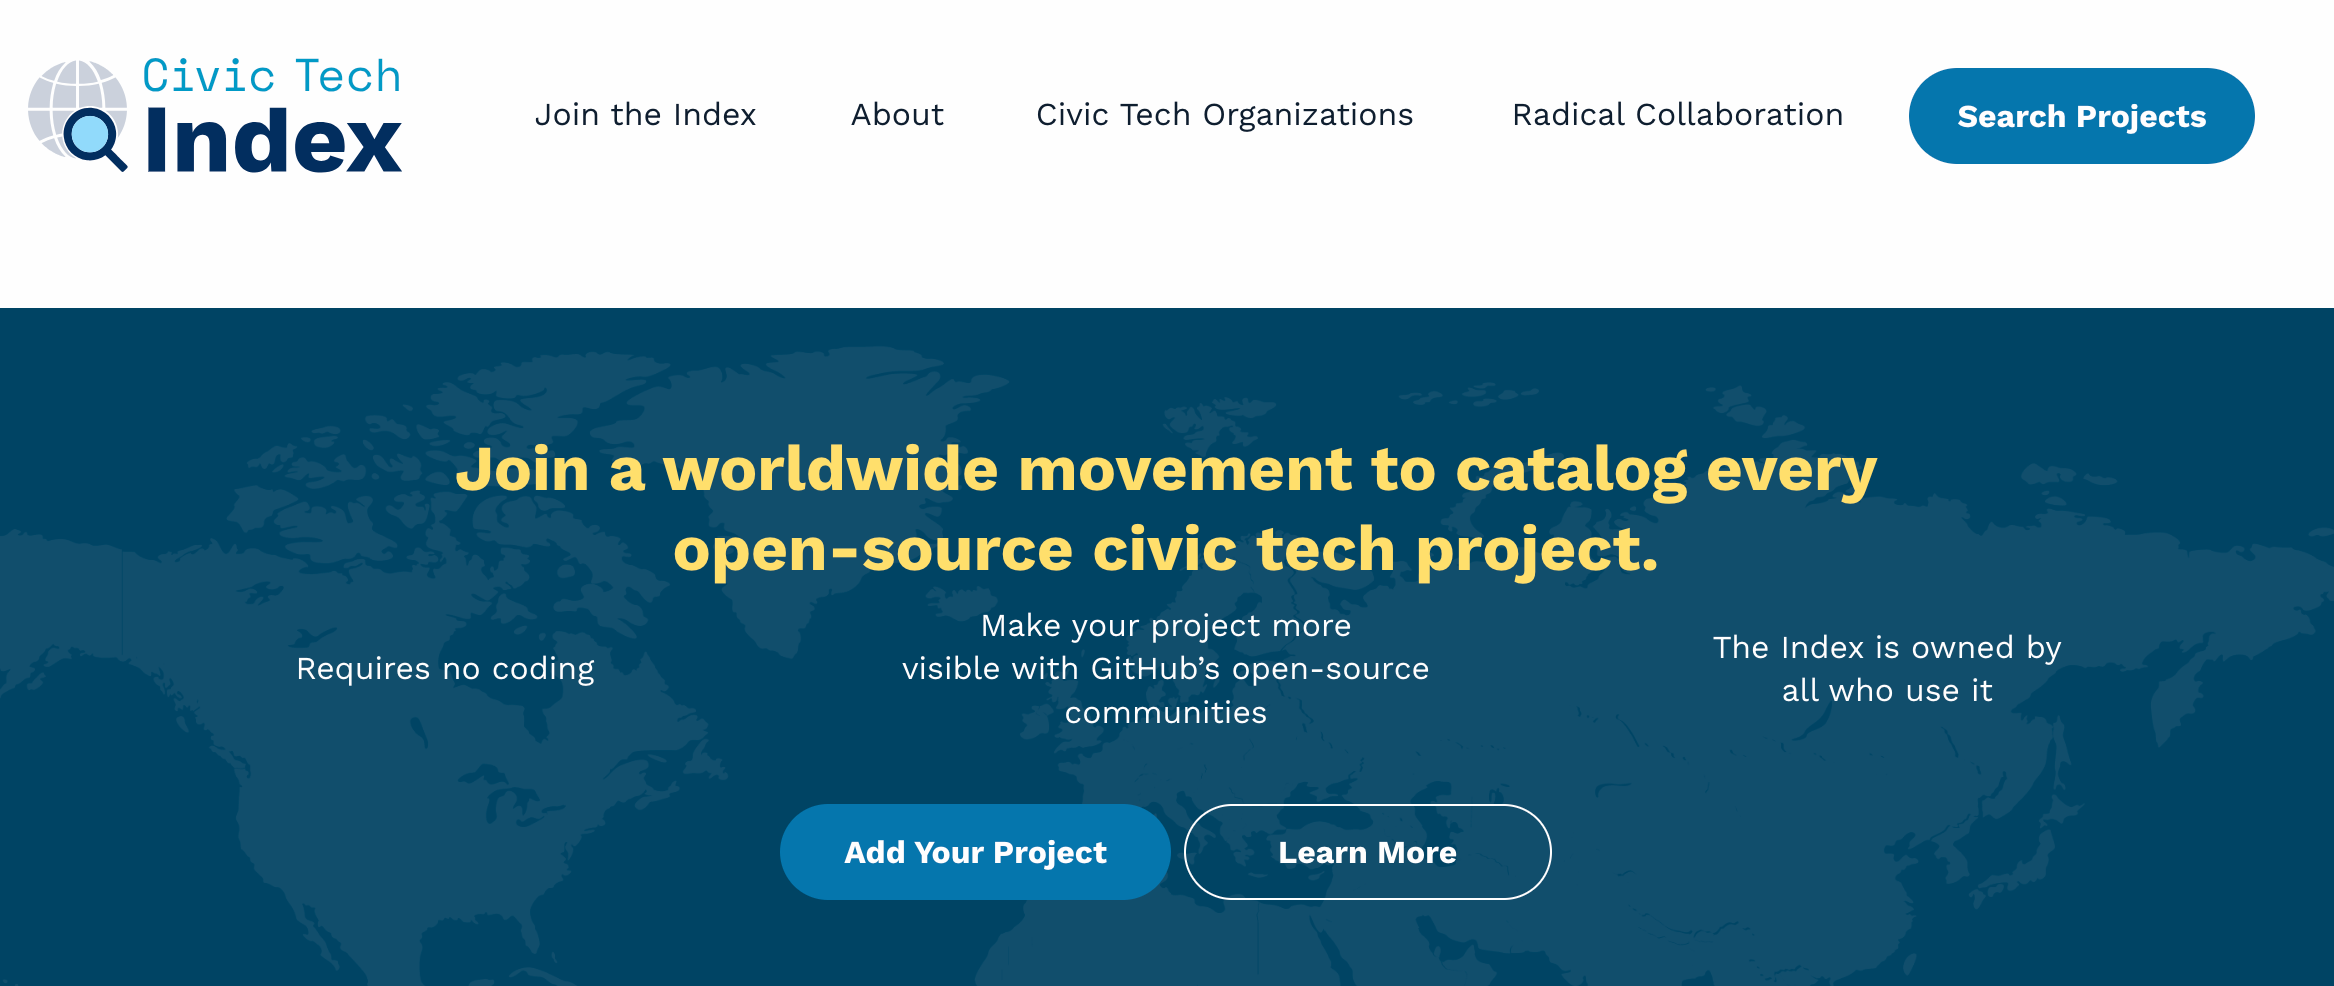 Civic Tech
Index
Join the Index
About
Civic Tech Organizations
Radical Collaboration
Search Projects
Join a worldwide movement to catalog every
open-source civic tech project.
Requires no coding
Make your project more
visible with GitHub’s open-source
communities
The Index is owned by
all who use it
Add Your Project
Learn More